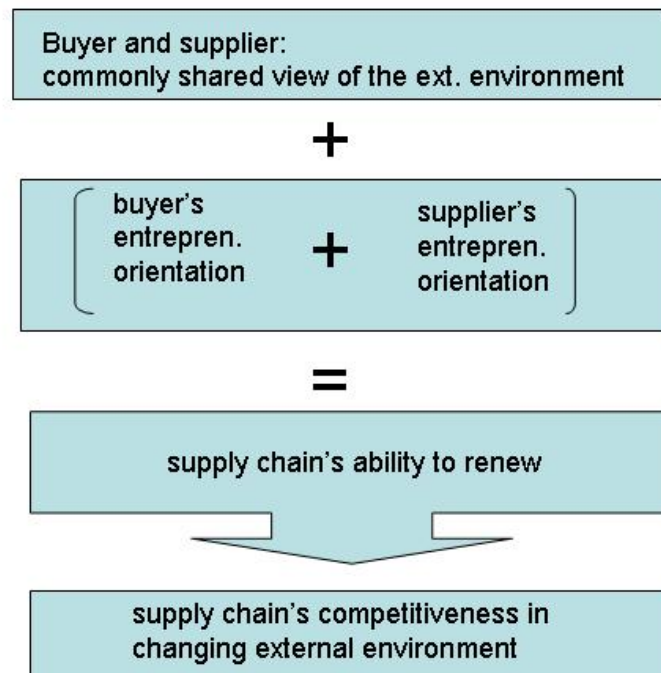 Buyer and supplier:
commonly shared view of the ext. environment
+
buyer's
entrepren.
orientation
+
supplier's
entrepren.
orientation
=
supply chain's ability to renew
supply chain's competitiveness in
changing external environment